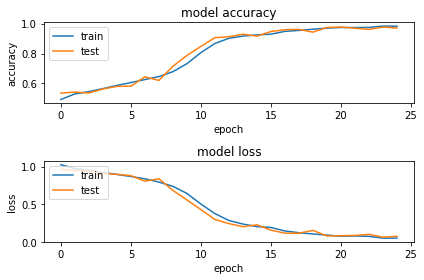 model accuracy
1.0
0.8
0.6
accuracy
train
test
0 5 10 15 20 25
epoch
model loss
1.0
0.5
0.0
loss
train
test
0 5 10 15 20 25
epoch